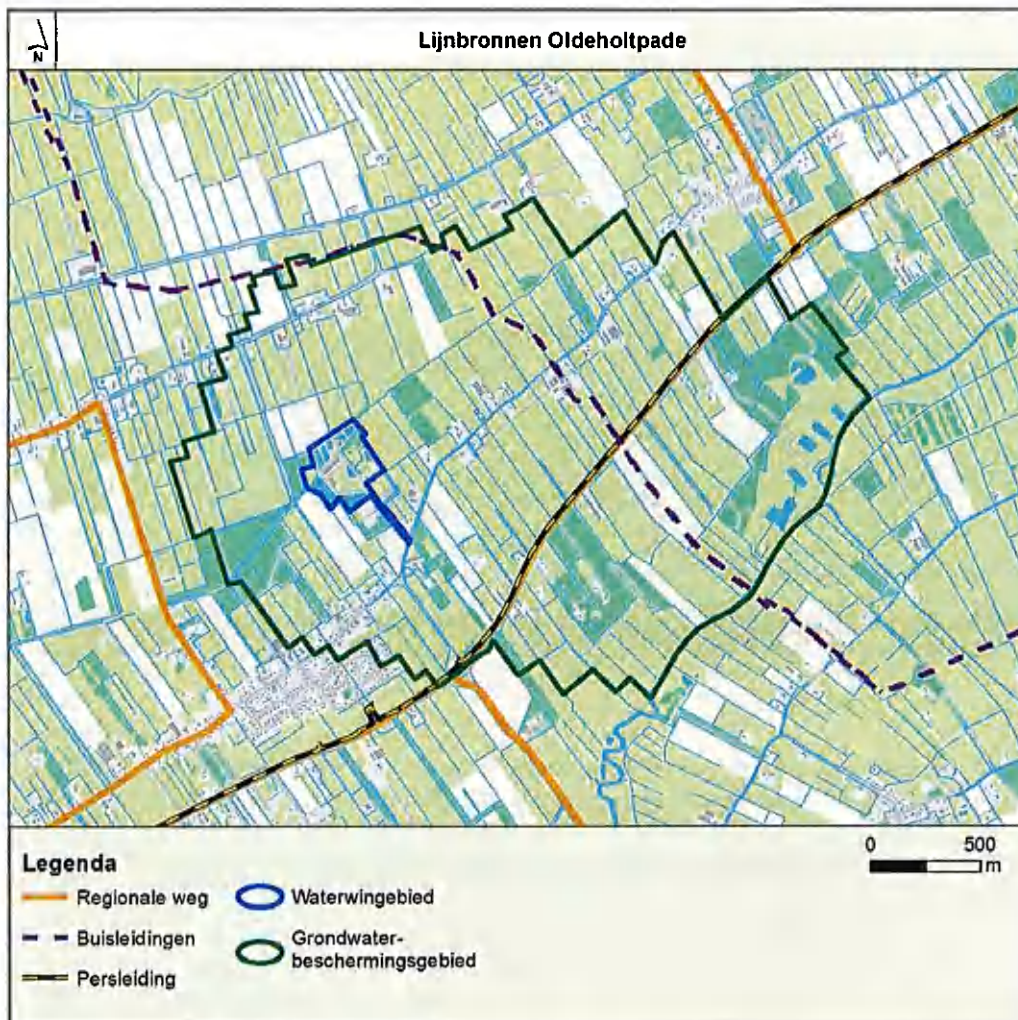 N
Lijnbronnen Oldeholtpade
Legenda
Regionale weg
Buisleidingen
Persleiding
Waterwingebied
Grondwater-
beschermingsgebied
0 500
m